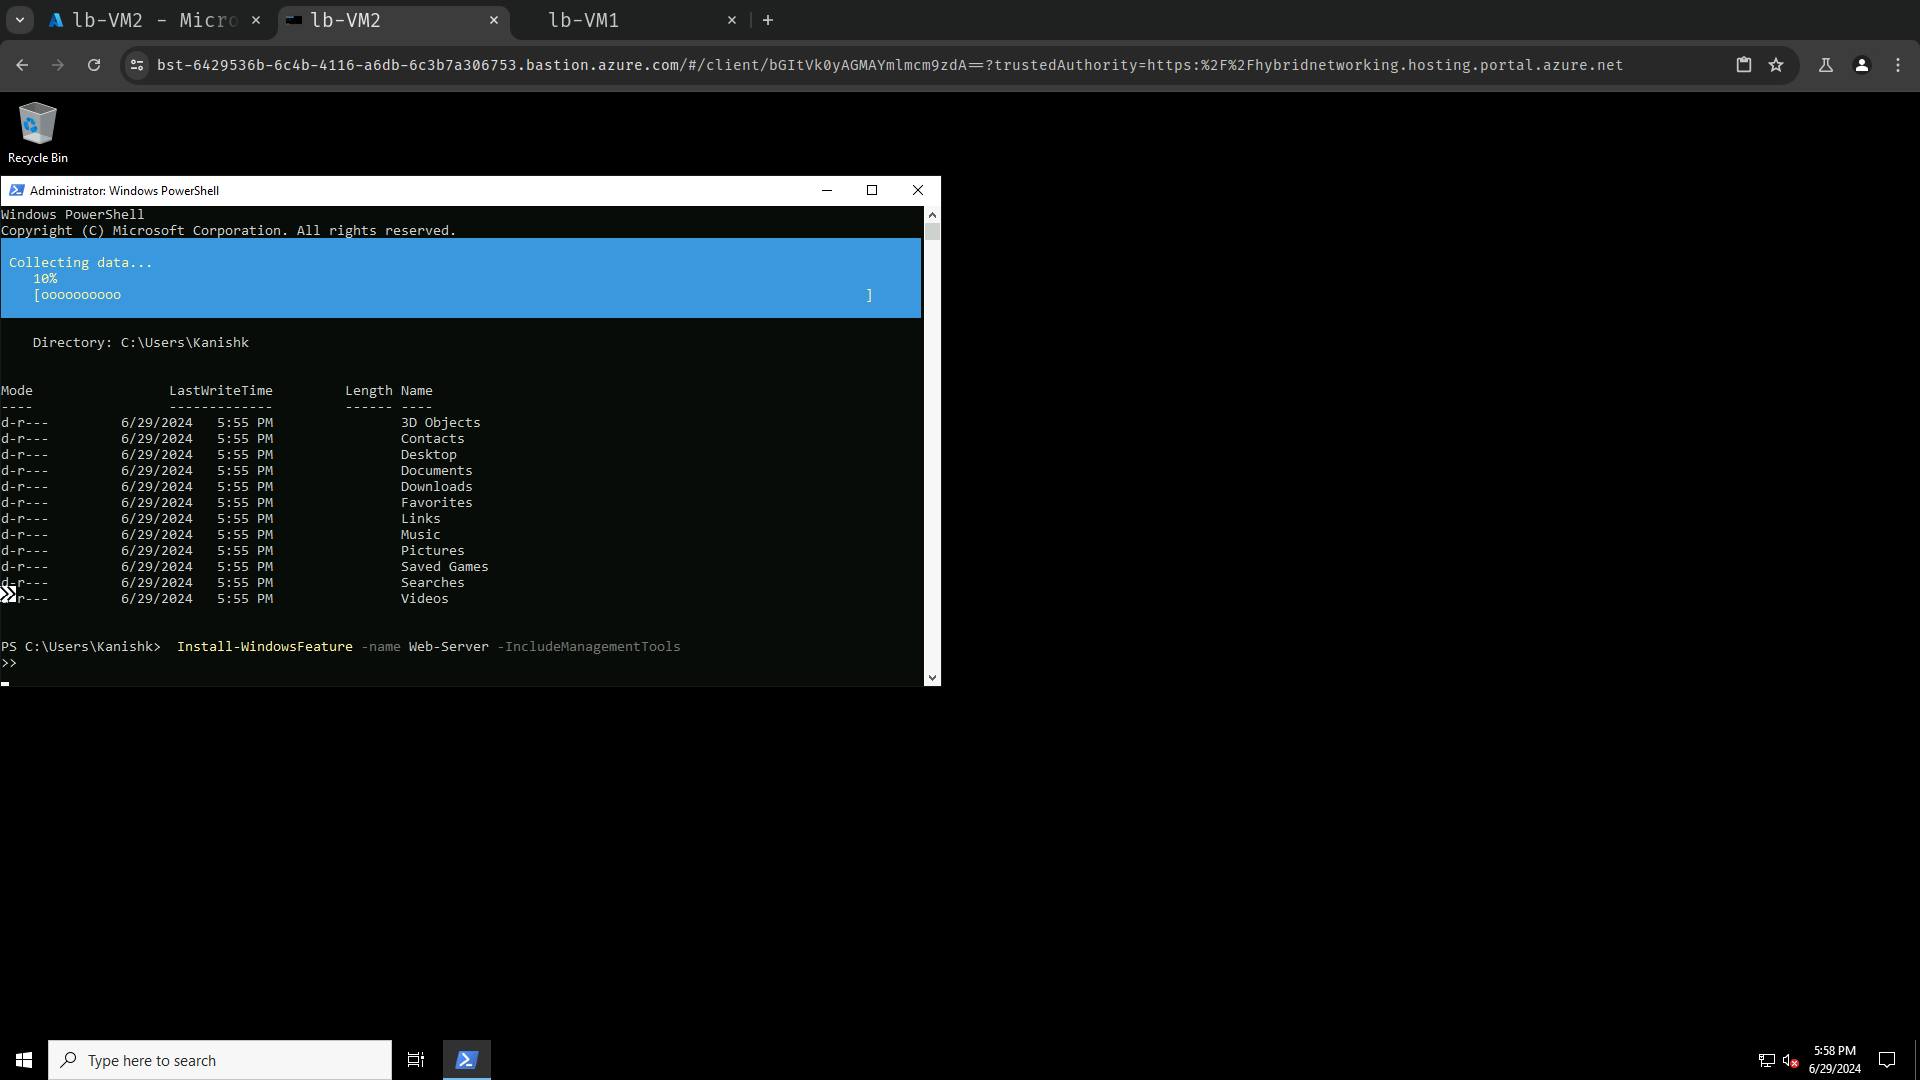 lb-VM2 - Micro
lb-VM2
lb-VM1
bst-6429536b-6c4b-4116-a6db-6c3b7a306753.bastion.azure.com/#/client/bGItVk0yAGMAYmlmcm9zdA==?trustedAuthority=https:%2F%2Fhybridnetworking.hosting.portal.azure.net
Recycle Bin
Administrator: Windows PowerShell
Windows PowerShell
Copyright (C) Microsoft Corporation. All rights reserved.
Collecting data...
10%
[oooooooooo ]
Directory: C:\Users\Kanishk
Mode LastWriteTime Length Name
---- ------------- ------ ----
d-r--- 6/29/2024 5:55 PM 3D Objects
d-r--- 6/29/2024 5:55 PM Contacts
d-r--- 6/29/2024 5:55 PM Desktop
d-r--- 6/29/2024 5:55 PM Documents
d-r--- 6/29/2024 5:55 PM Downloads
d-r--- 6/29/2024 5:55 PM Favorites
d-r--- 6/29/2024 5:55 PM Links
d-r--- 6/29/2024 5:55 PM Music
d-r--- 6/29/2024 5:55 PM Pictures
d-r--- 6/29/2024 5:55 PM Saved Games
d-r--- 6/29/2024 5:55 PM Searches
d-r--- 6/29/2024 5:55 PM Videos
PS C:\Users\Kanishk>  Install-WindowsFeature -name Web-Server -IncludeManagementTools
>>
Type here to search
5:58 PM
6/29/2024